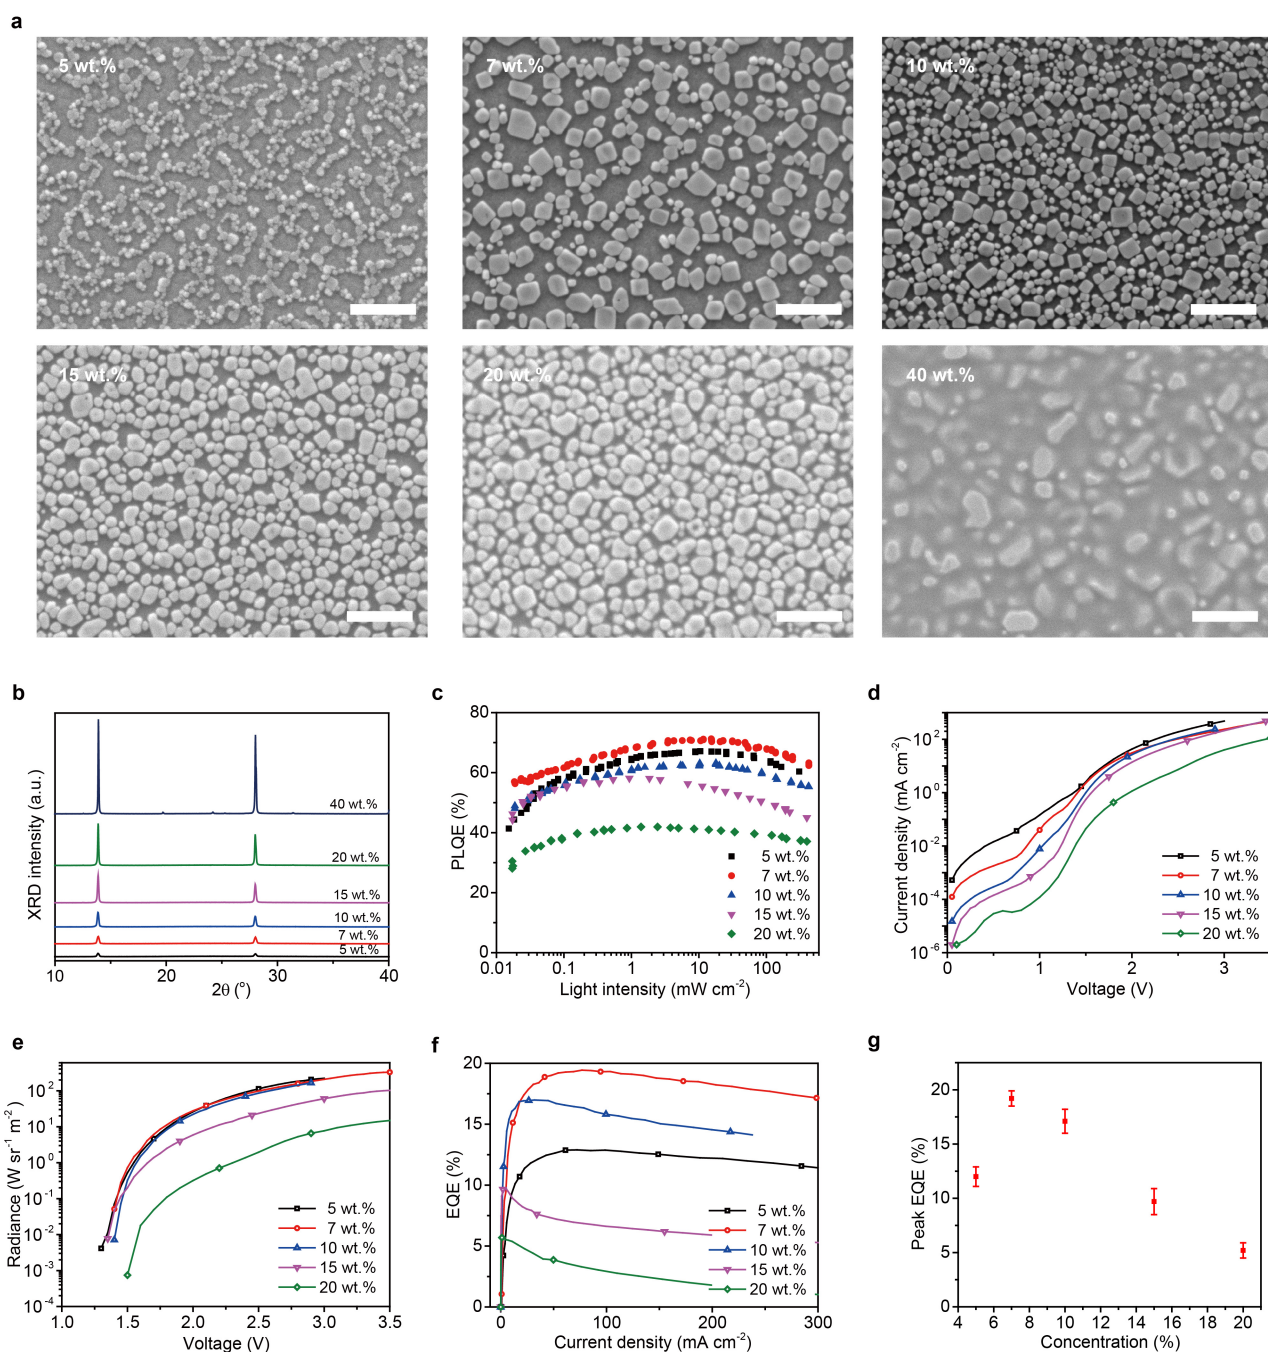 a
5 wt.%
7 wt.%
10 wt.%
15 wt.%
20 wt.%
40 wt.%
b
XRD intensity (a.u.)
40 wt.%
20 wt.%
15 wt.%
10 wt.%
7 wt.%
5 wt.%
10 20 30 40
2θ (°)
c
PLQE (%)
80
60
40
20
0
5 wt.%
7 wt.%
10 wt.%
15 wt.%
20 wt.%
0.01 0.1 1 10 100
Light intensity (mW cm⁻²)
d
Current density (mA cm⁻²)
10²
10⁰
10⁻²
10⁻⁴
10⁻⁶
5 wt.%
7 wt.%
10 wt.%
15 wt.%
20 wt.%
0 1 2 3
Voltage (V)
e
Radiance (W sr⁻¹ m⁻²)
10²
10¹
10⁰
10⁻¹
10⁻²
10⁻³
10⁻⁴
5 wt.%
7 wt.%
10 wt.%
15 wt.%
20 wt.%
1.0 1.5 2.0 2.5 3.0 3.5
Voltage (V)
f
EQE (%)
20
15
10
5
0
5 wt.%
7 wt.%
10 wt.%
15 wt.%
20 wt.%
0 100 200 300
Current density (mA cm⁻²)
g
Peak EQE (%)
20
15
10
5
0
4 6 8 10 12 14 16 18 20
Concentration (%)